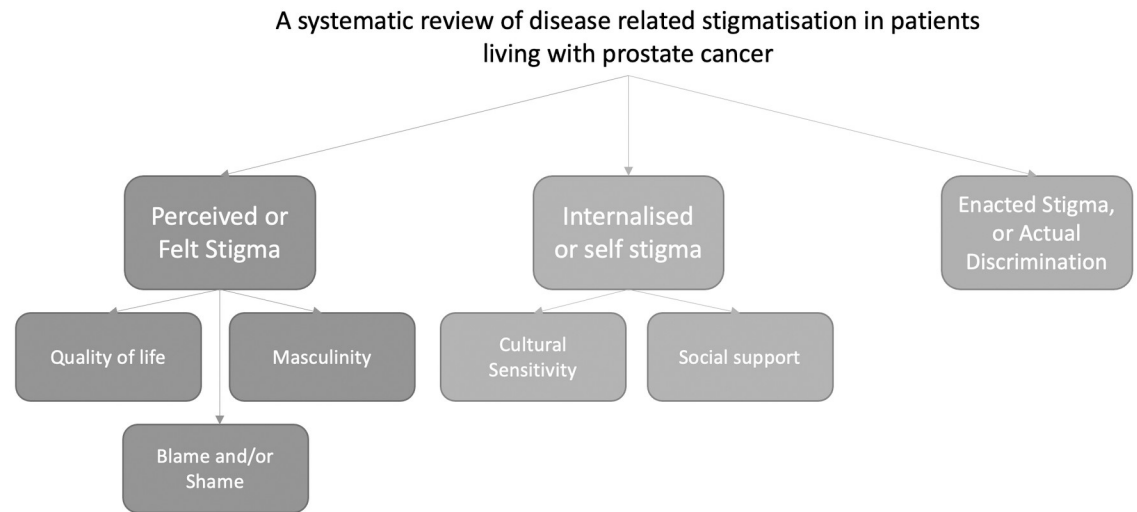 A systematic review of disease related stigmatisation in patients
living with prostate cancer
Perceived or
Felt Stigma
Internalised
or self stigma
Enacted Stigma,
or Actual
Discrimination
Quality of life
Masculinity
Cultural
Sensitivity
Social support
Blame and/or
Shame